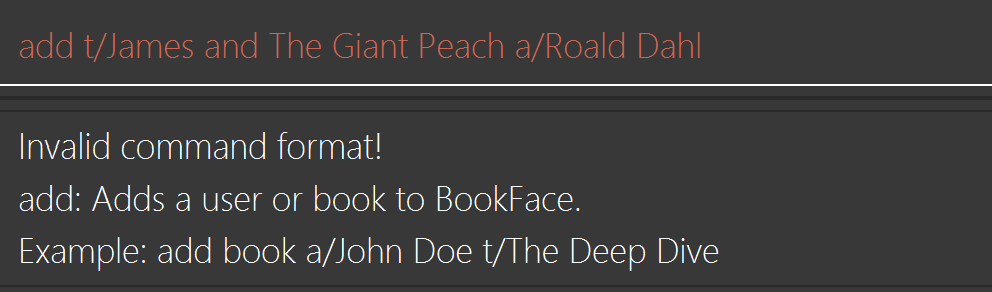 add t/James and The Giant Peach a/Roald Dahl
Invalid command format!
add: Adds a user or book to BookFace.
Example: add book a/John Doe t/The Deep Dive